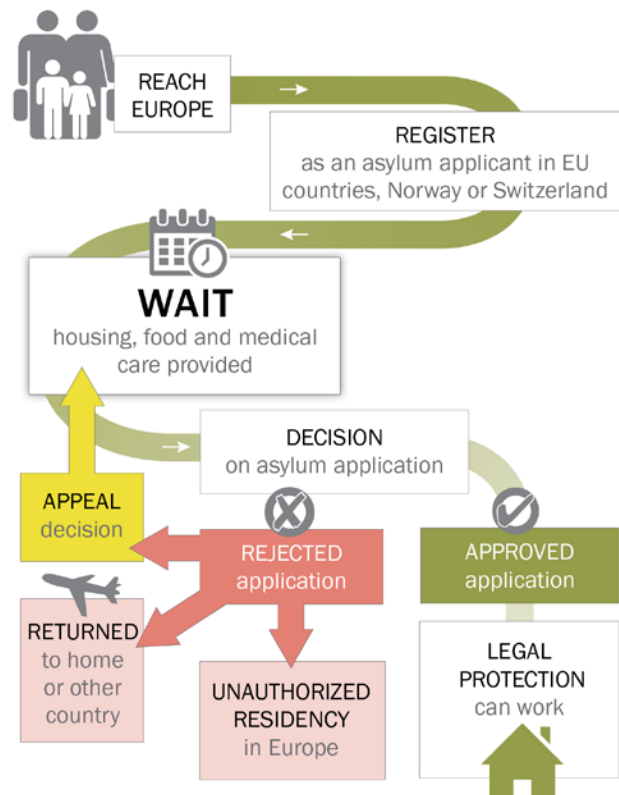 REACH
EUROPE
REGISTER
as an asylum applicant in EU
countries, Norway or Switzerland
WAIT
housing, food and medical
care provided
DECISION
on asylum application
APPEAL
decision
REJECTED
application
APPROVED
application
RETURNED
to home
or other
country
UNAUTHORIZED
RESIDENCY
in Europe
LEGAL
PROTECTION
can work